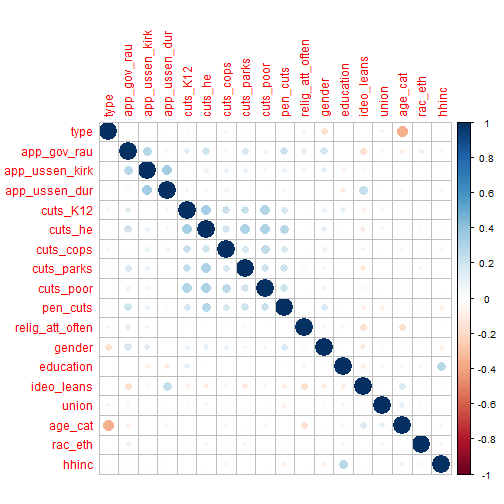 type
app_gov_rau
app_ussen_kirk
app_ussen_dur
cuts_K12
cuts_he
cuts_cops
cuts_parks
cuts_poor
pen_cuts
relig_att_often
gender
education
ideo_leans
union
age_cat
rac_eth
hhinc
type
app_gov_rau
app_ussen_kirk
app_ussen_dur
cuts_K12
cuts_he
cuts_cops
cuts_parks
cuts_poor
pen_cuts
relig_att_often
gender
education
ideo_leans
union
age_cat
rac_eth
hhinc
1
0.8
0.6
0.4
0.2
0
-0.2
-0.4
-0.6
-0.8
-1